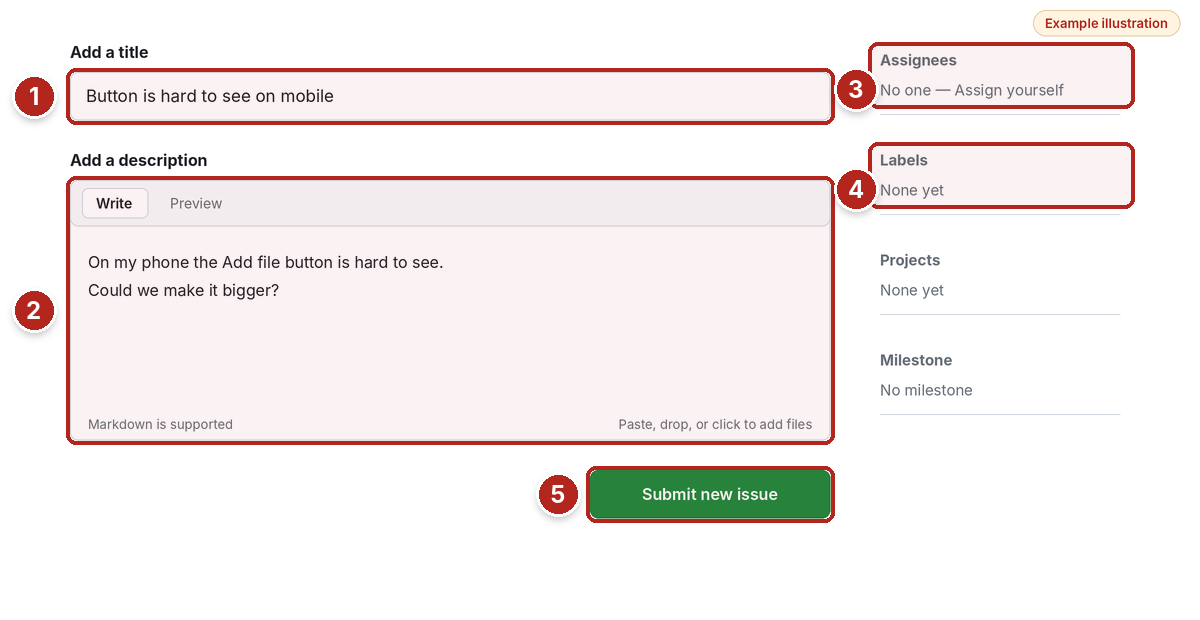 Example illustration
Add a title
1
Button is hard to see on mobile
Add a description
2
Write
Preview
On my phone the Add file button is hard to see.
Could we make it bigger?
Markdown is supported
Paste, drop, or click to add files
5
Submit new issue
3
Assignees
No one — Assign yourself
4
Labels
None yet
Projects
None yet
Milestone
No milestone